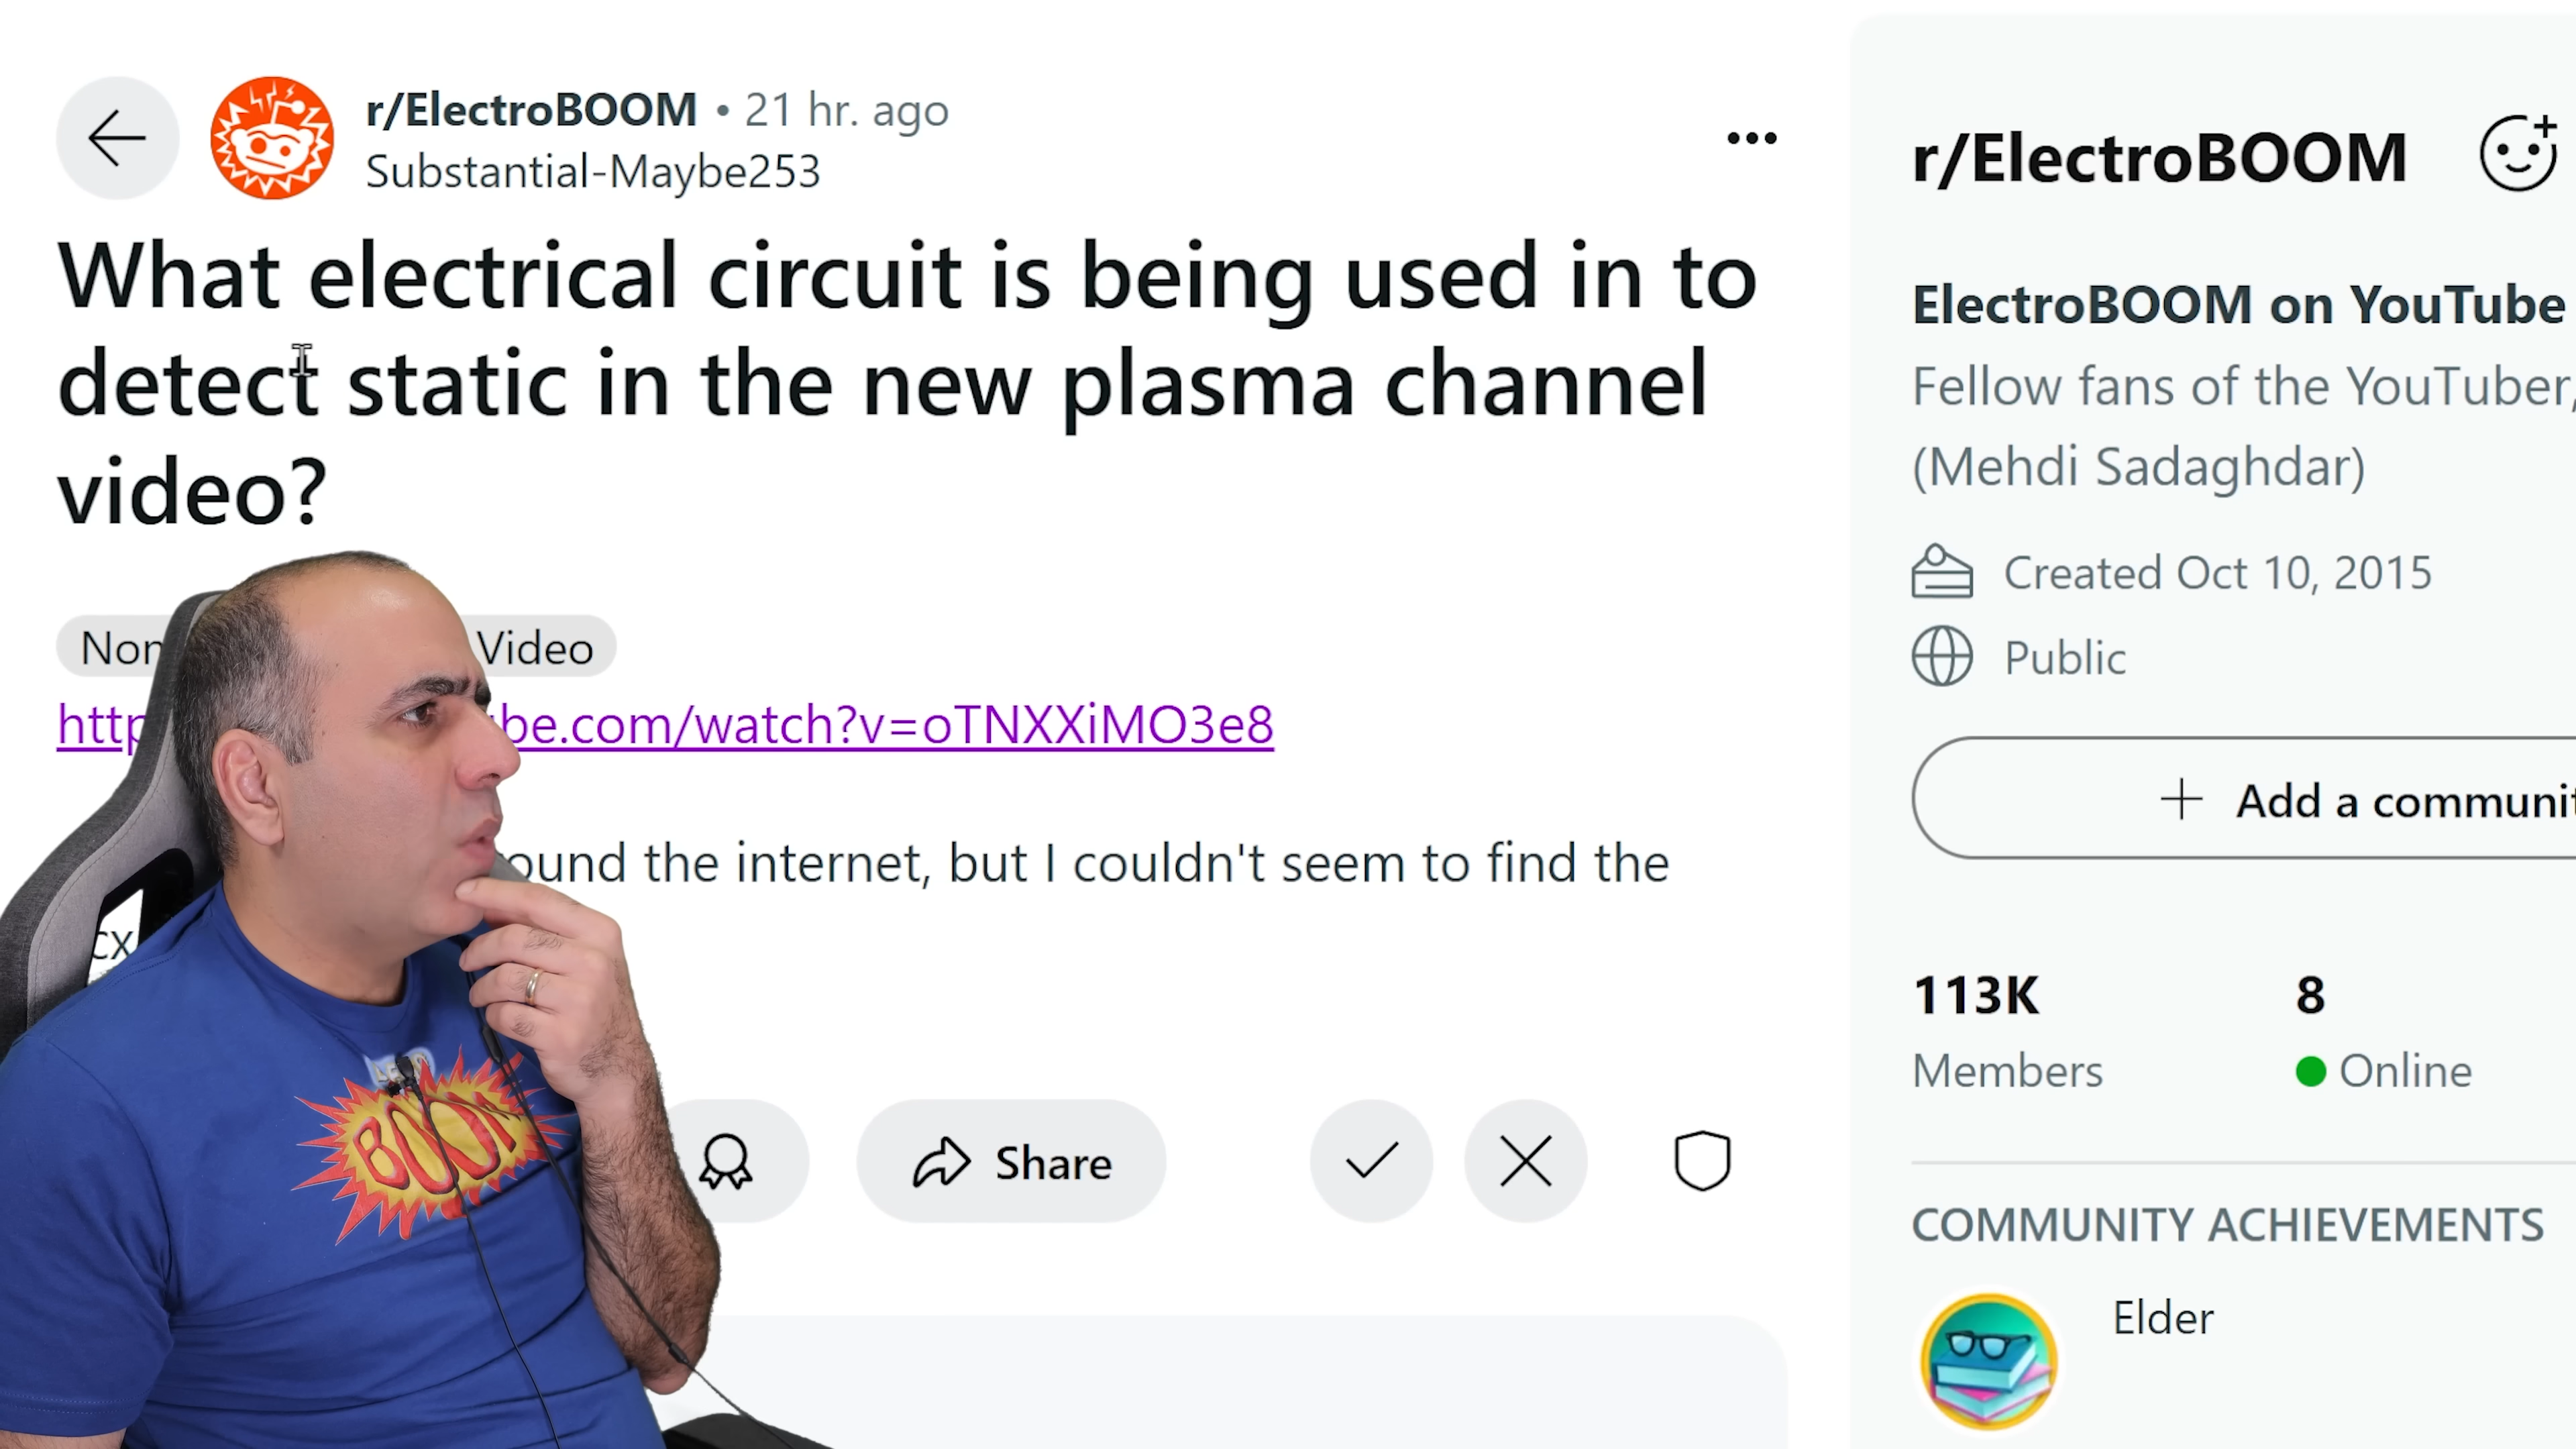 r/ElectroBOOM • 21 hr. ago
Substantial-Maybe253
What electrical circuit is being used in to
detect static in the new plasma channel
video?
Video
be.com/watch?v=oTNXXiMO3e8
the internet, but I couldn't seem to find the
Share
BOOM
r/ElectroBOOM
ElectroBOOM on YouTube
Fellow fans of the YouTuber,
(Mehdi Sadaghdar)
Created Oct 10, 2015
Public
Add a
113K
8
Members
Online
COMMUNITY ACHIEVEMENTS
Elder